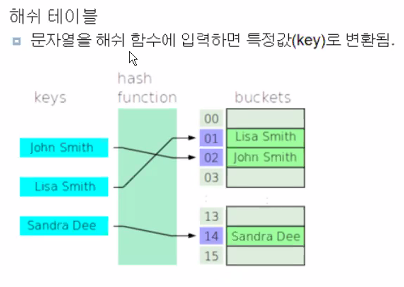 해쉬 테이블
문자열을 해쉬 함수에 입력하면 특정값(key)로 변환됨.
keys
hash function
buckets
John Smith
Lisa Smith
Sandra Dee
00
01 Lisa Smith
02 John Smith
03
:
:
13
14 Sandra Dee
15